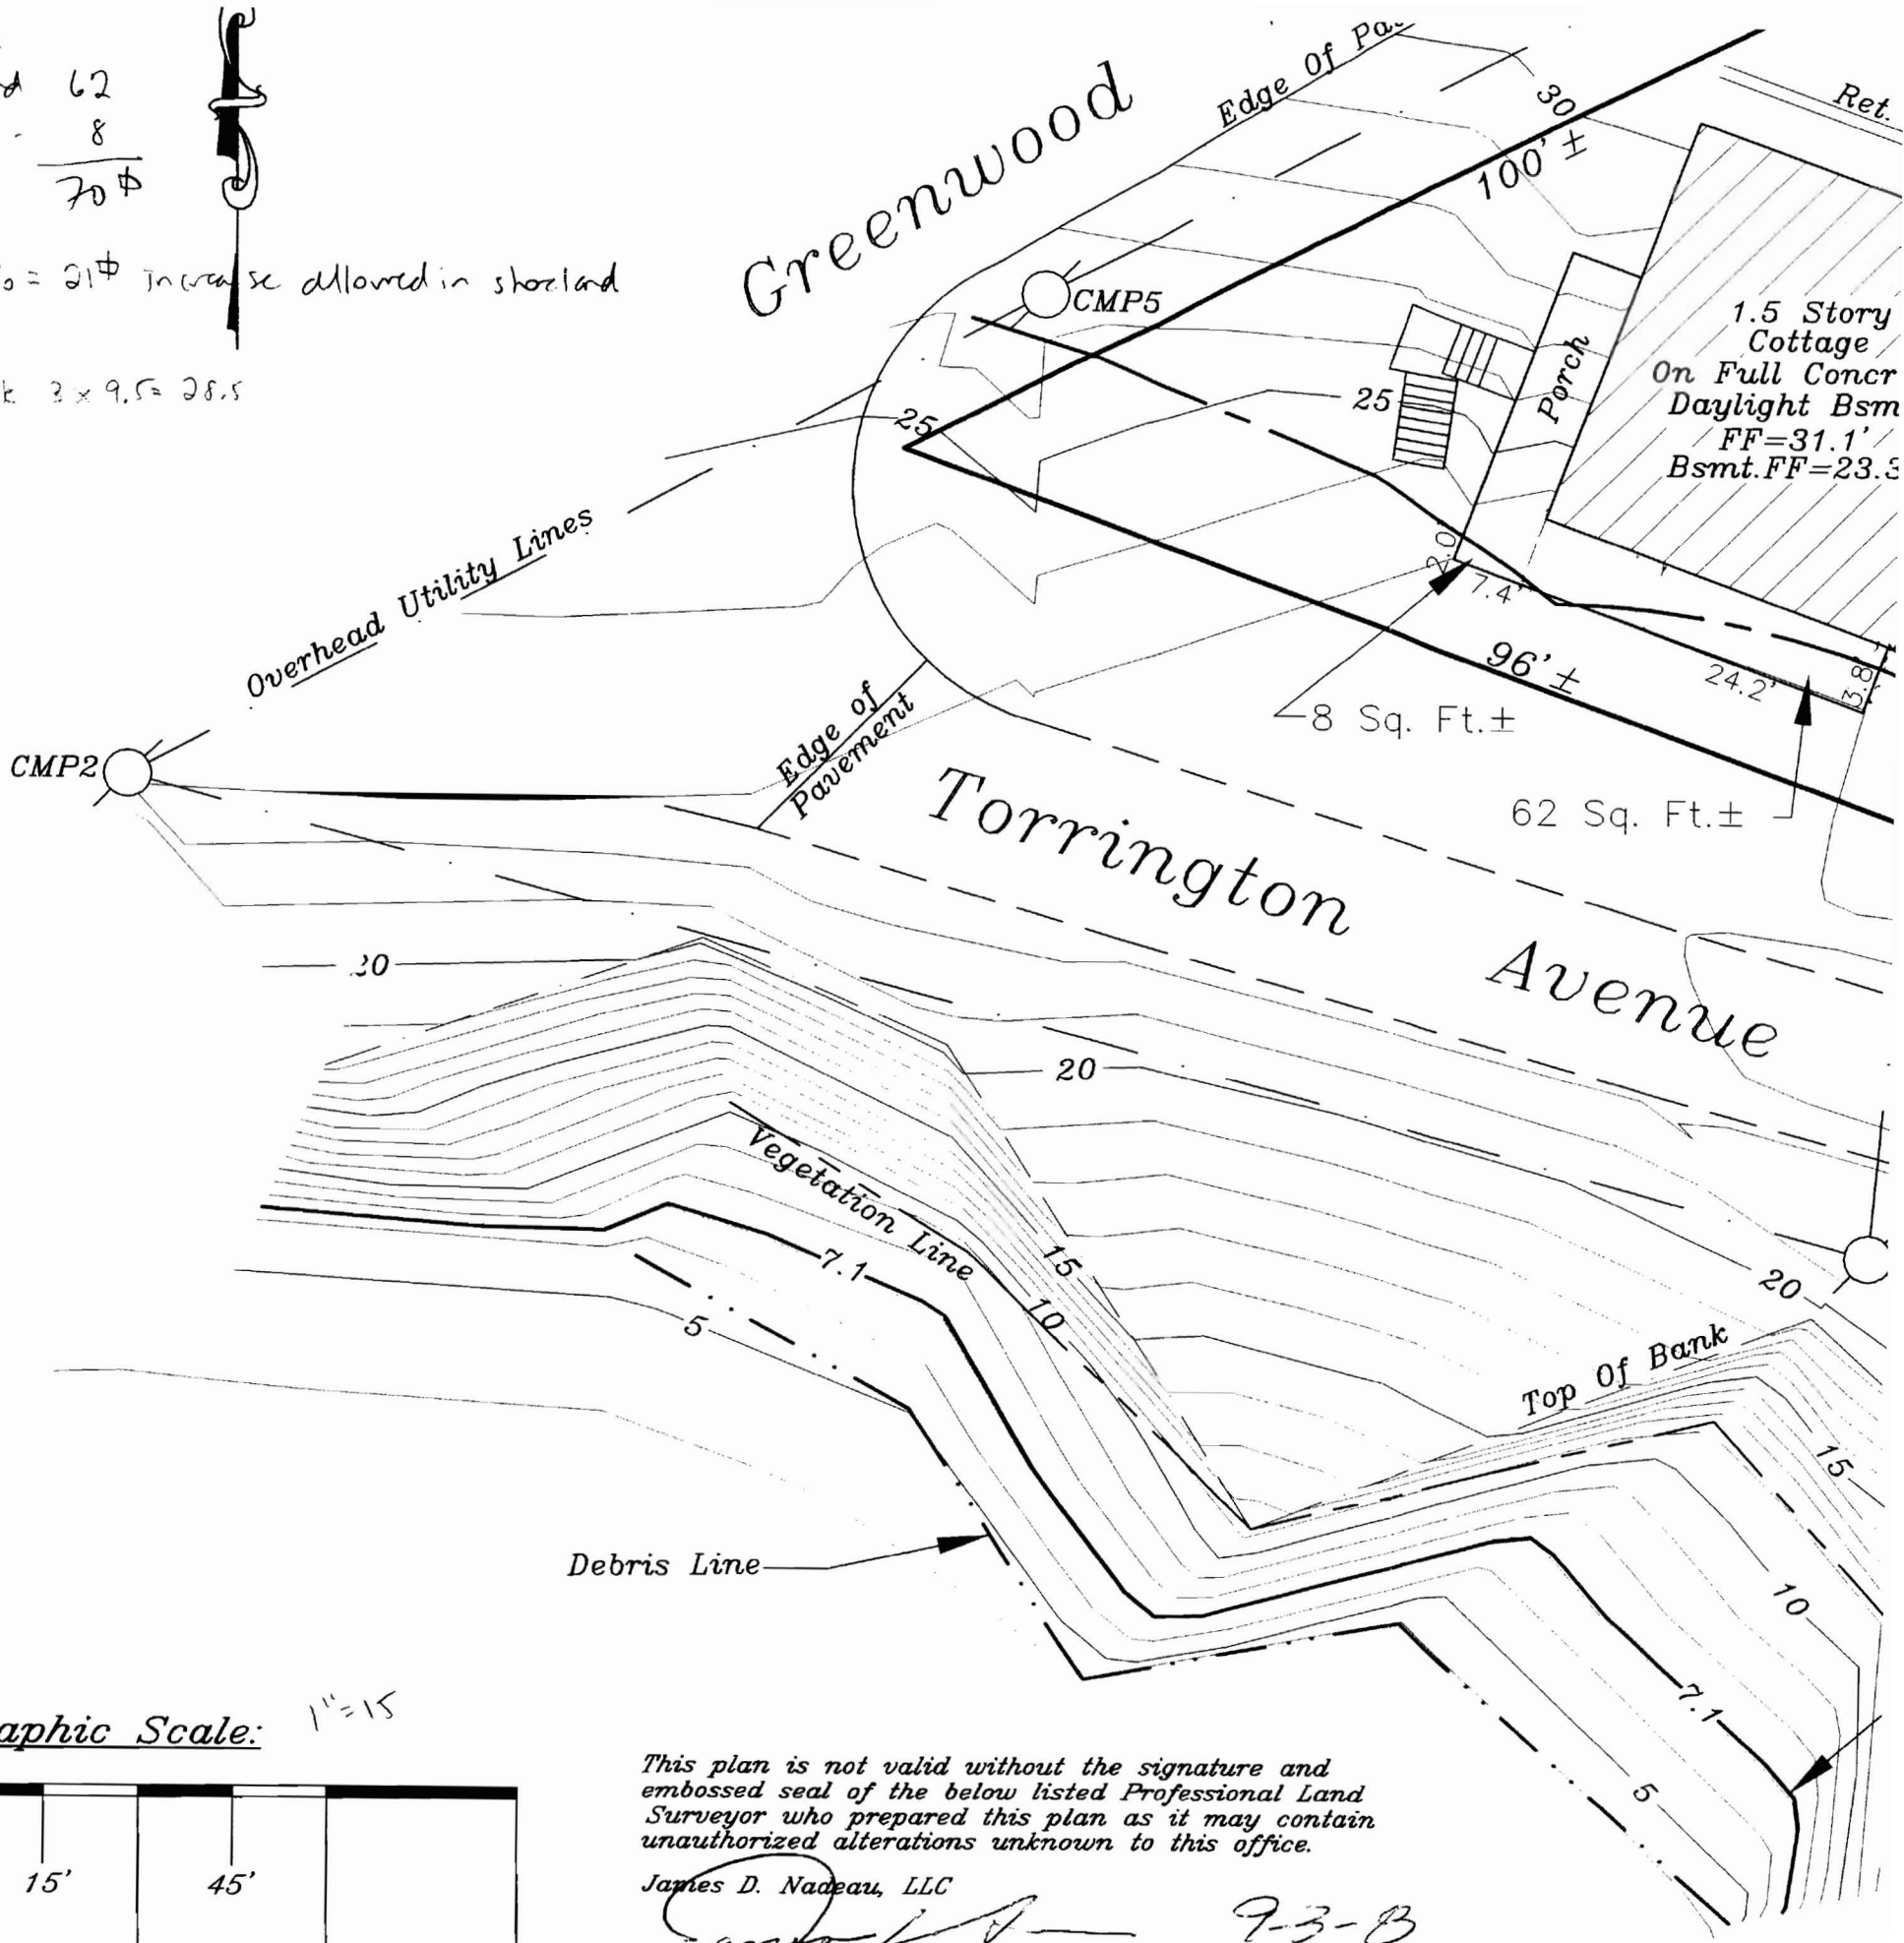 62
8
70
= 21 increase allowed in shoeland
3 x 9.5 = 28.5
Greenwood
Edge Of Pa
30
100' ±
Ret.
CMP5
25
25
Porch
1.5 Story
Cottage
On Full Concr
Daylight Bsm
FF=31.1'
Bsmt.FF=23.3
Overhead Utility Lines
2.0'
7.4'
96' ±
24.2'
3.8'
8 Sq. Ft.±
62 Sq. Ft.±
CMP2
Edge of
Pavement
Torrington
Avenue
20
20
Vegetation Line
15
10
7.1
5
20
Top Of Bank
15
10
Debris Line
7.1
5
aphic Scale:
1"=15
15'
45'
This plan is not valid without the signature and
embossed seal of the below listed Professional Land
Surveyor who prepared this plan as it may contain
unauthorized alterations unknown to this office.
James D. Nadeau, LLC
9-3-13